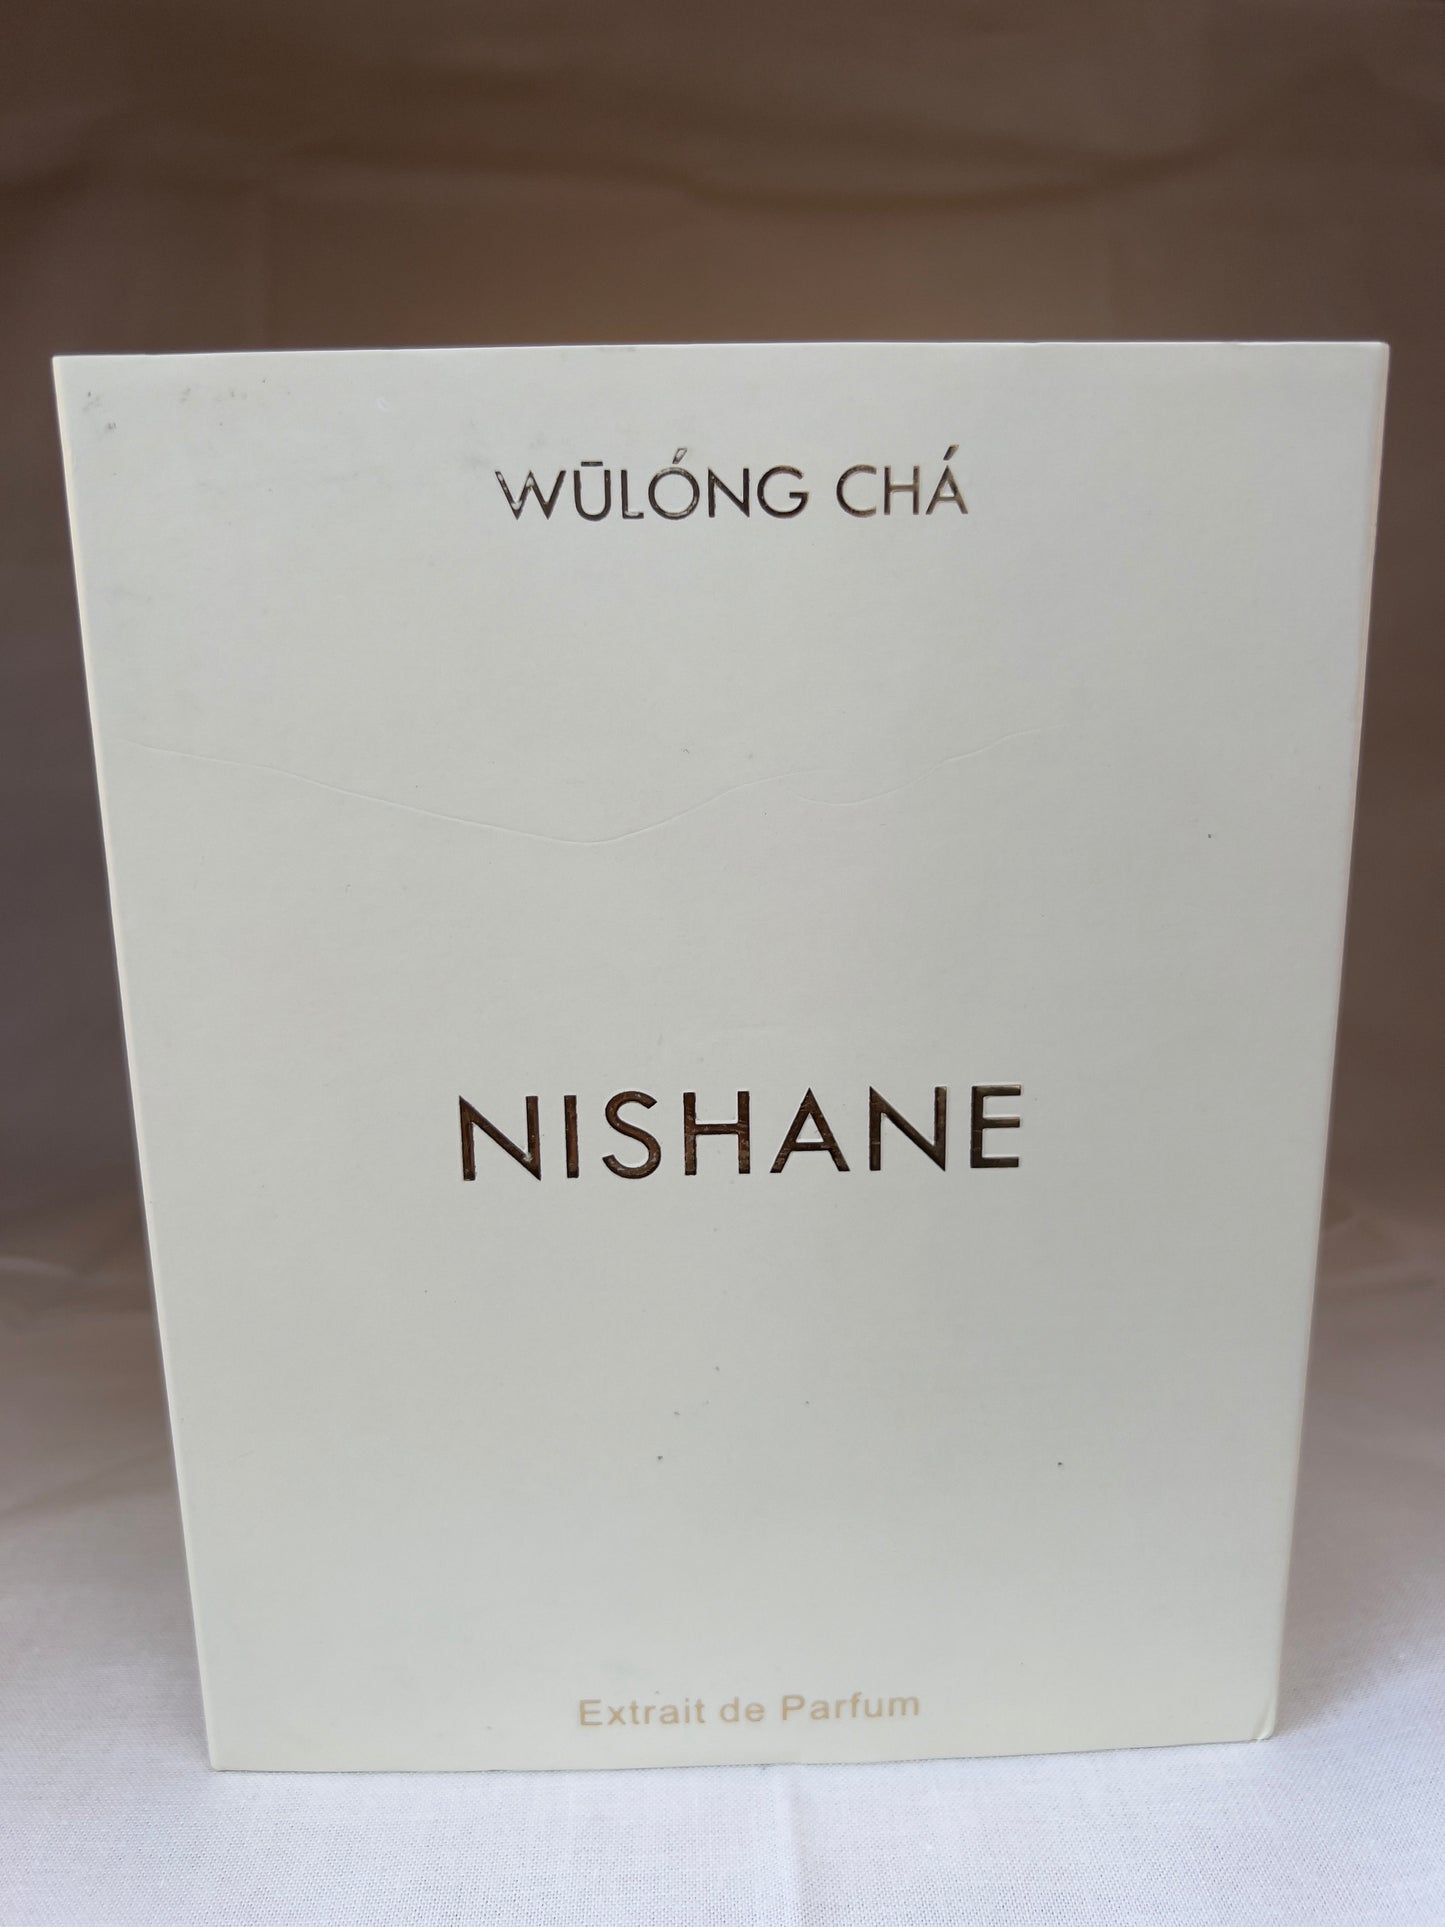 WŪLÓNG CHÁ
NISHANE
Extrait de Parfum